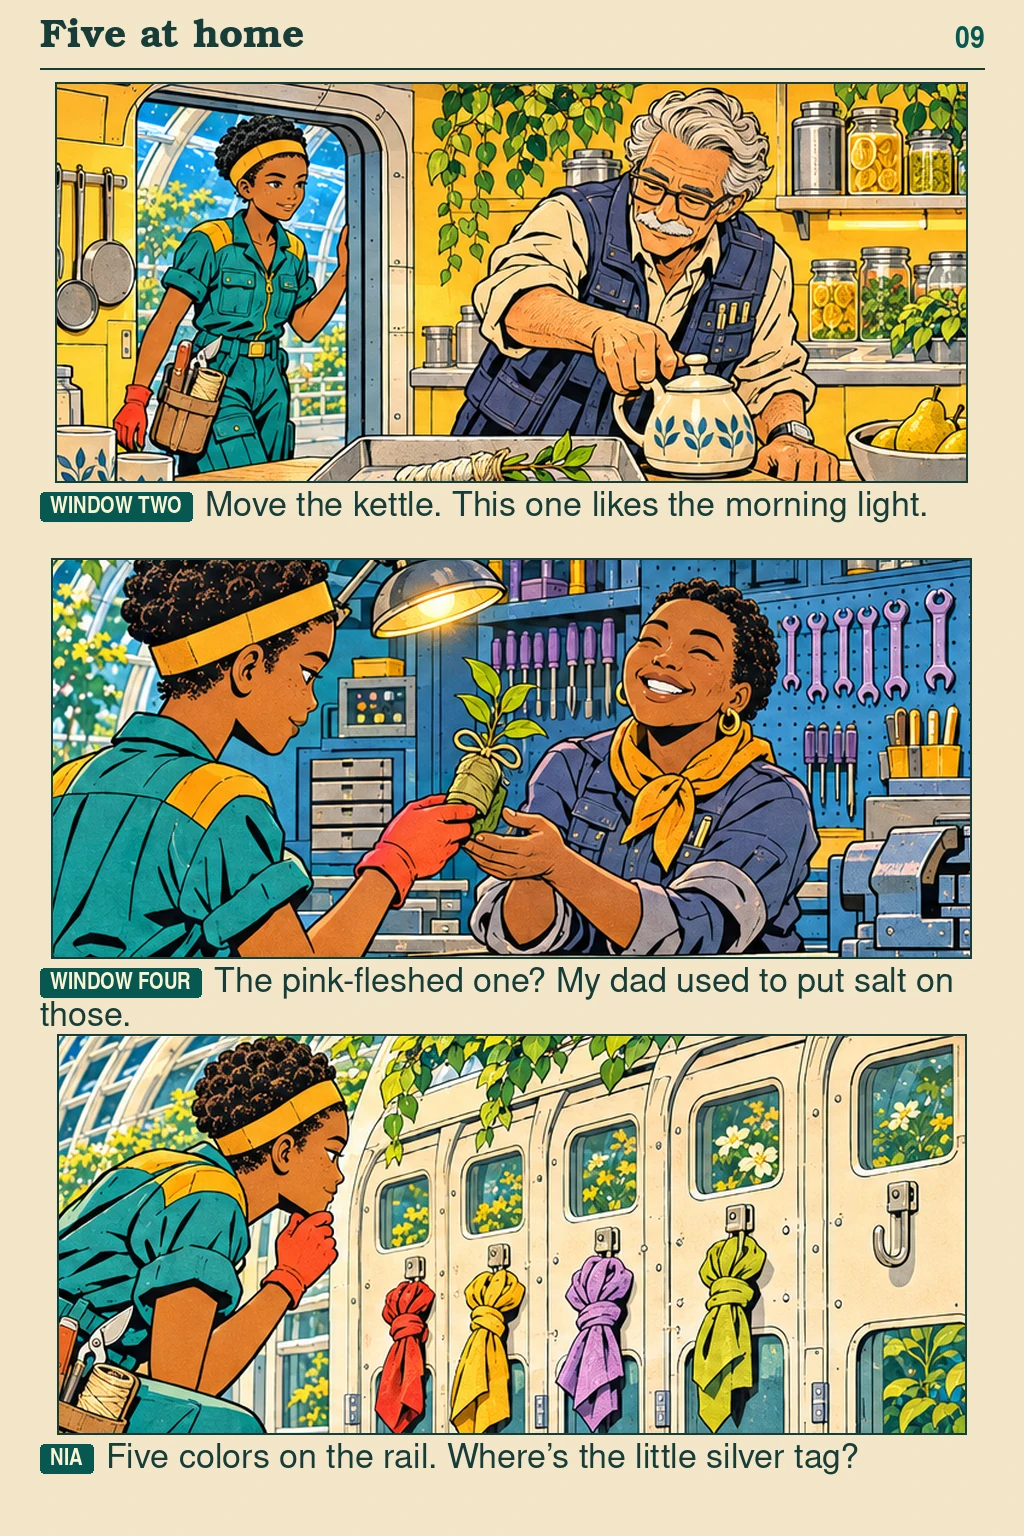 Five at home
09
WINDOW TWO Move the kettle. This one likes the morning light.
WINDOW FOUR The pink-fleshed one? My dad used to put salt on
those.
NIA Five colors on the rail. Where’s the little silver tag?